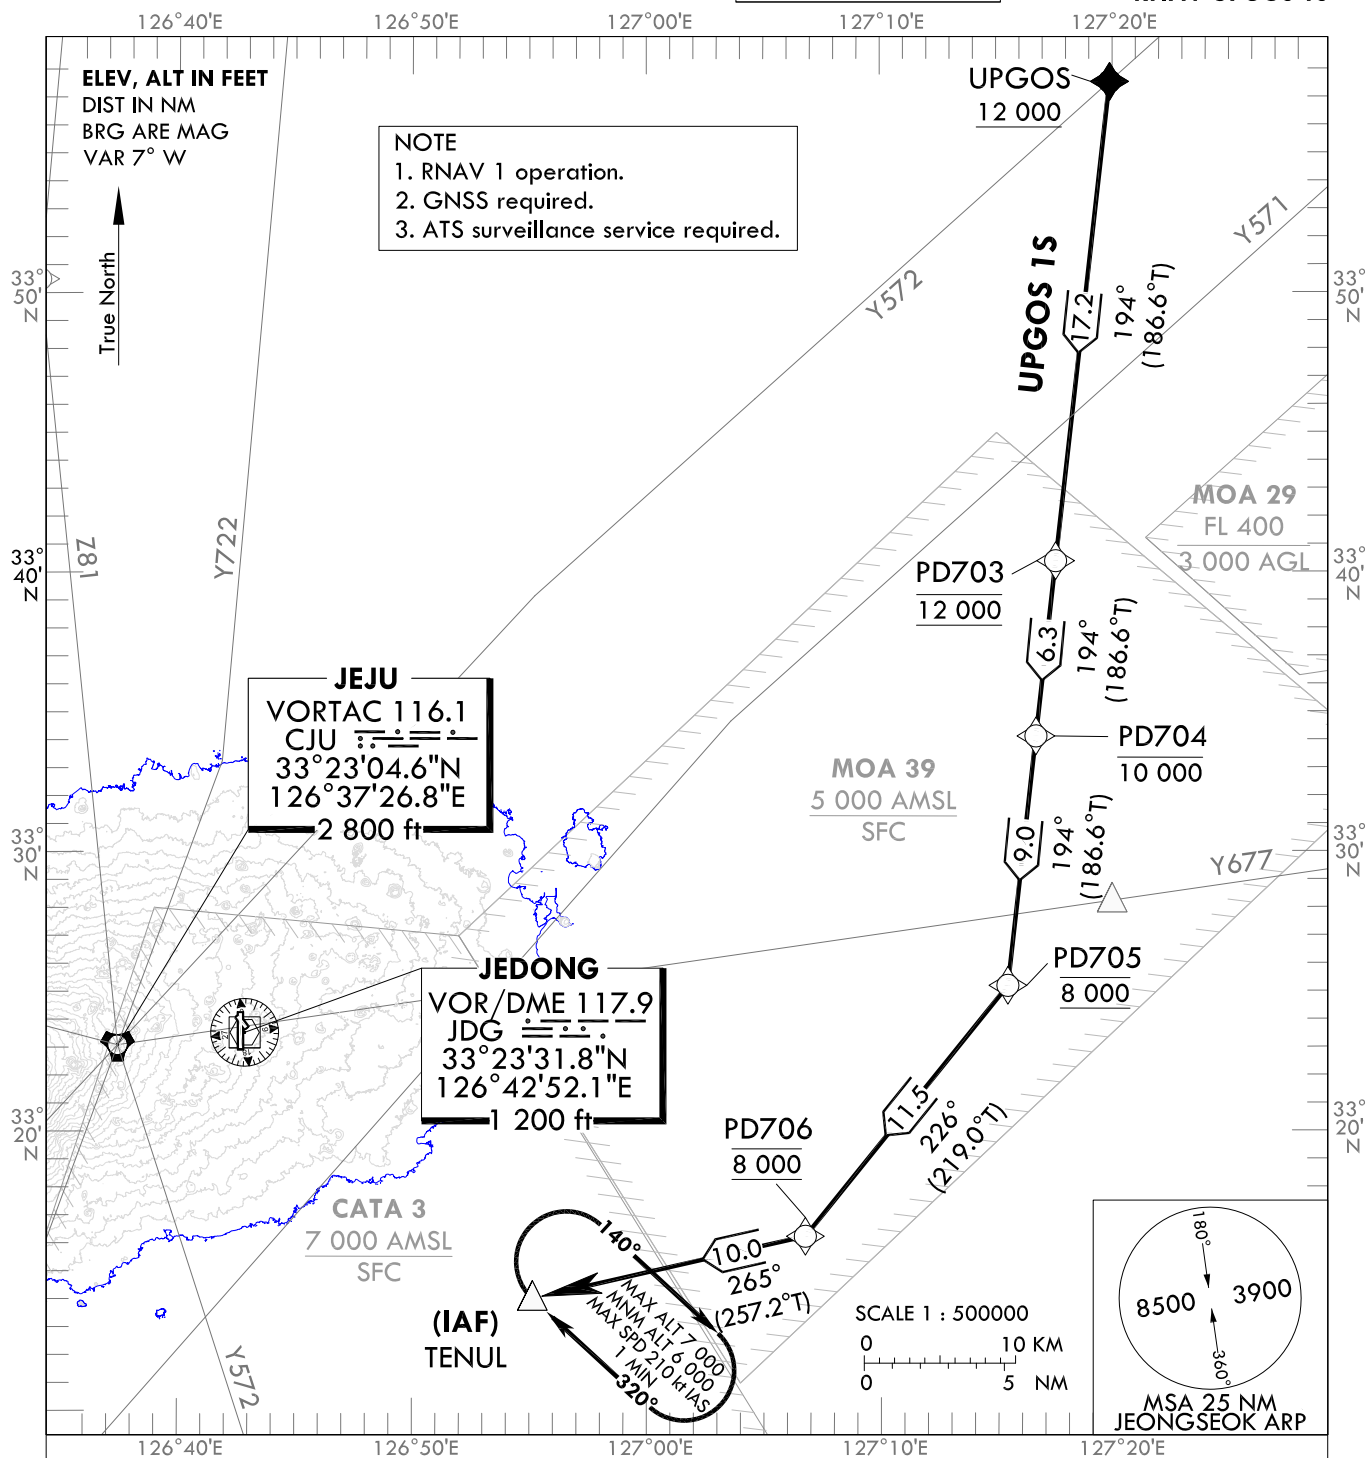 126°40'E
126°50'E
127°00'E
127°10'E
127°20'E
ELEV, ALT IN FEET
DIST IN NM
BRG ARE MAG
VAR 7° W
True North
NOTE
1. RNAV 1 operation.
2. GNSS required.
3. ATS surveillance service required.
UPGOS
12 000
Y572
Y571
UPGOS 1S
17.2
194°
(186.6°T)
33°
50'
N
33°
50'
N
Z81
Y722
MOA 29
FL 400
3 000 AGL
33°
40'
N
33°
40'
N
PD703
12 000
6.3
194°
(186.6°T)
JEJU
VORTAC 116.1
CJU
33°23'04.6"N
126°37'26.8"E
2 800 ft
PD704
10 000
MOA 39
5 000 AMSL
SFC
33°
30'
N
33°
30'
N
9.0
194°
(186.6°T)
Y677
PD705
8 000
JEDONG
VOR/DME 117.9
JDG
33°23'31.8"N
126°42'52.1"E
1 200 ft
33°
20'
N
33°
20'
N
11.5
226°
(219.0°T)
PD706
8 000
CATA 3
7 000 AMSL
SFC
140°
10.0
265°
(257.2°T)
MAX ALT 7 000
MNM ALT 6 000
MAX SPD 210 kt IAS
1 MIN
320°
(IAF)
TENUL
Y572
SCALE 1 : 500000
0 10 KM
0 5 NM
180°
8500
3900
360°
MSA 25 NM
JEONGSEOK ARP
126°40'E
126°50'E
127°00'E
127°10'E
127°20'E